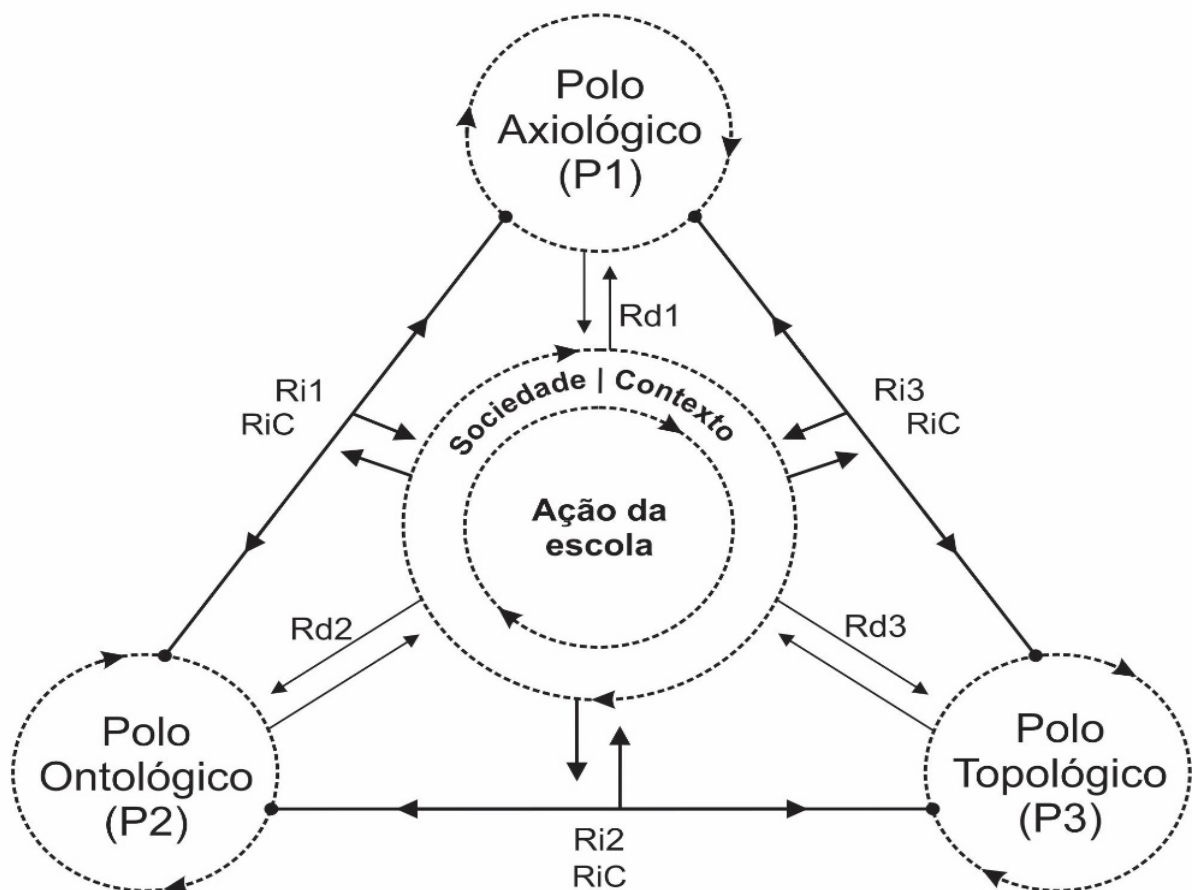 Polo
Axiológico
(P1)
Rd1
Ri1
RiC
Ri3
RiC
Sociedade | Contexto
Ação da
escola
Rd2
Rd3
Polo
Ontológico
(P2)
Polo
Topológico
(P3)
Ri2
RiC